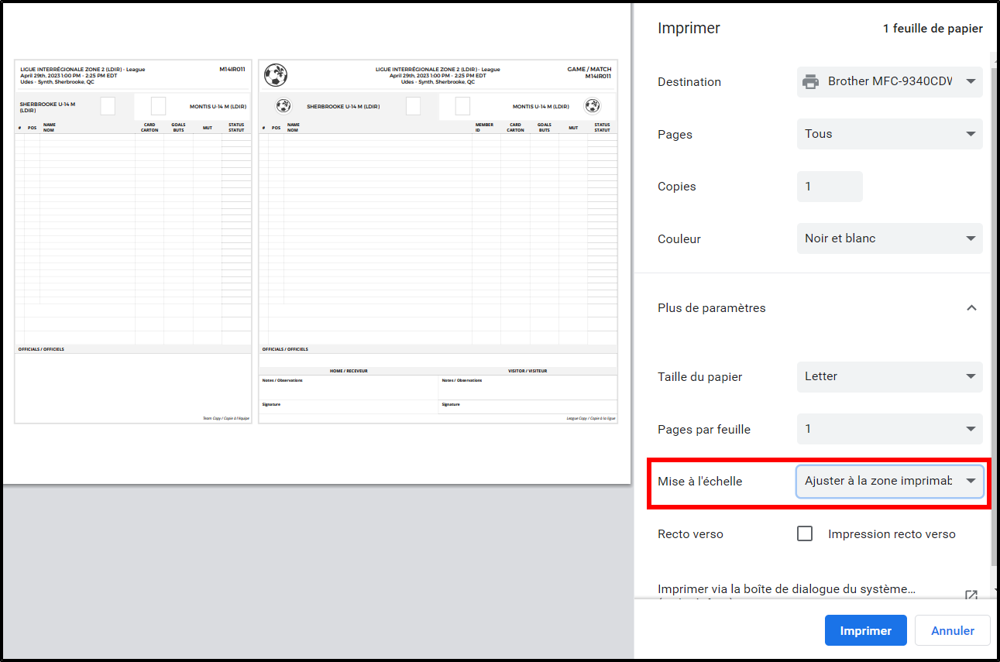 LIGUE INTERRÉGIONALE ZONE 2 (LDIR) - League
M14IR011
April 29th, 2023 1:00 PM - 2:25 PM EDT
Udes - Synth, Sherbrooke, QC
SHERBROOKE U-14 M
(LDIR)
MONTIS U-14 M (LDIR)
# POS NAME CARD GOALS MUT STATUS
NOM CARTON BUTS STATUT
OFFICIALS / OFFICIELS
Team Copy / Copie à l'équipe
LIGUE INTERRÉGIONALE ZONE 2 (LDIR) - League
GAME / MATCH
April 29th, 2023 1:00 PM - 2:25 PM EDT
M14IR011
Udes - Synth, Sherbrooke, QC
SHERBROOKE U-14 M (LDIR)
MONTIS U-14 M (LDIR)
# POS NAME MEMBER CARD GOALS MUT STATUS
NOM ID CARTON BUTS STATUT
OFFICIALS / OFFICIELS
HOME / RECEVEUR VISITOR / VISITEUR
Notes / Observations Notes / Observations
Signature Signature
League Copy / Copie à la ligue
Imprimer 1 feuille de papier
Destination Brother MFC-9340CDV
Pages Tous
Copies 1
Couleur Noir et blanc
Plus de paramètres
Taille du papier Letter
Pages par feuille 1
Mise à l'échelle Ajuster à la zone imprimab
Recto verso Impression recto verso
Imprimer via la boîte de dialogue du système…
Imprimer Annuler